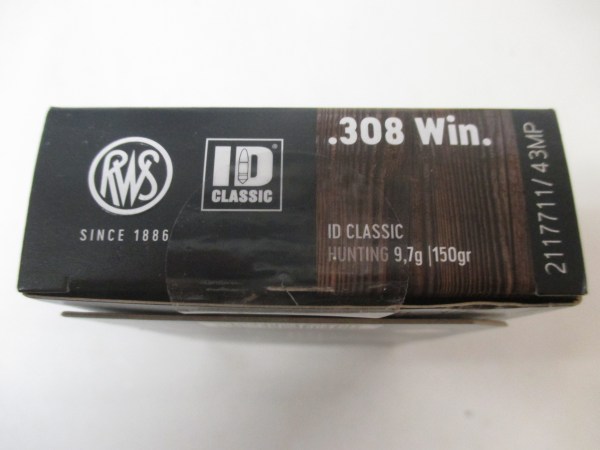 RWS
SINCE 1886
ID®
CLASSIC
.308 Win.
ID CLASSIC
HUNTING 9,7g |150gr
2117711/ 43MP